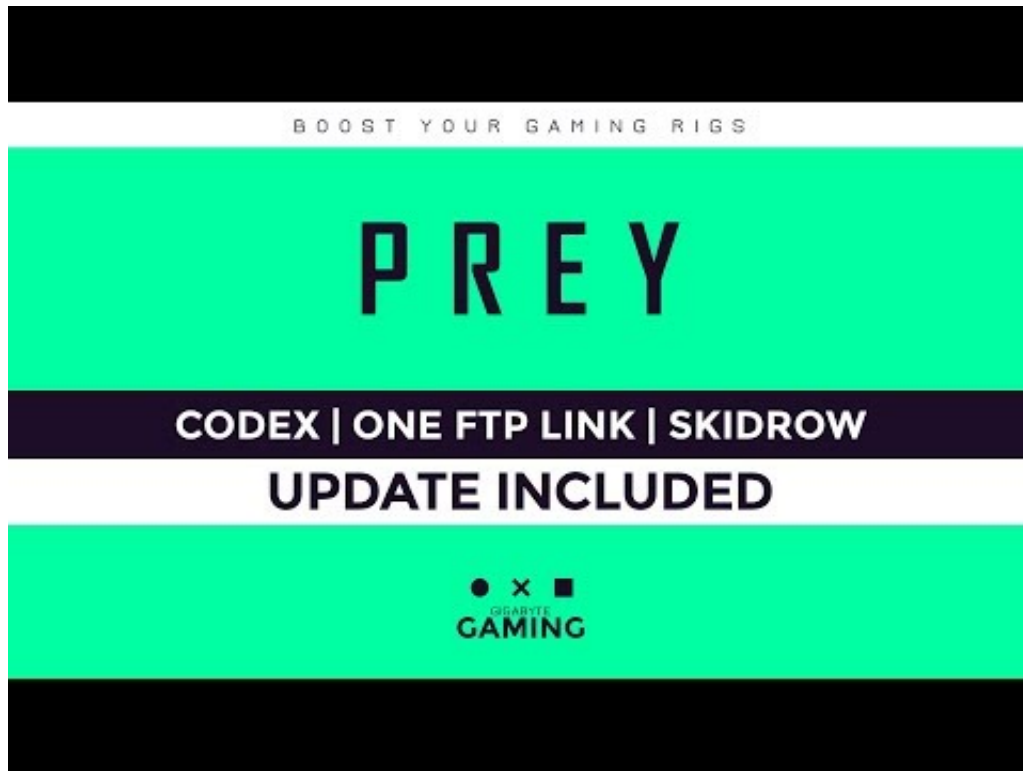 BOOST YOUR GAMING RIGS
PREY
CODEX | ONE FTP LINK | SKIDROW
UPDATE INCLUDED
GIGABYTE
GAMING